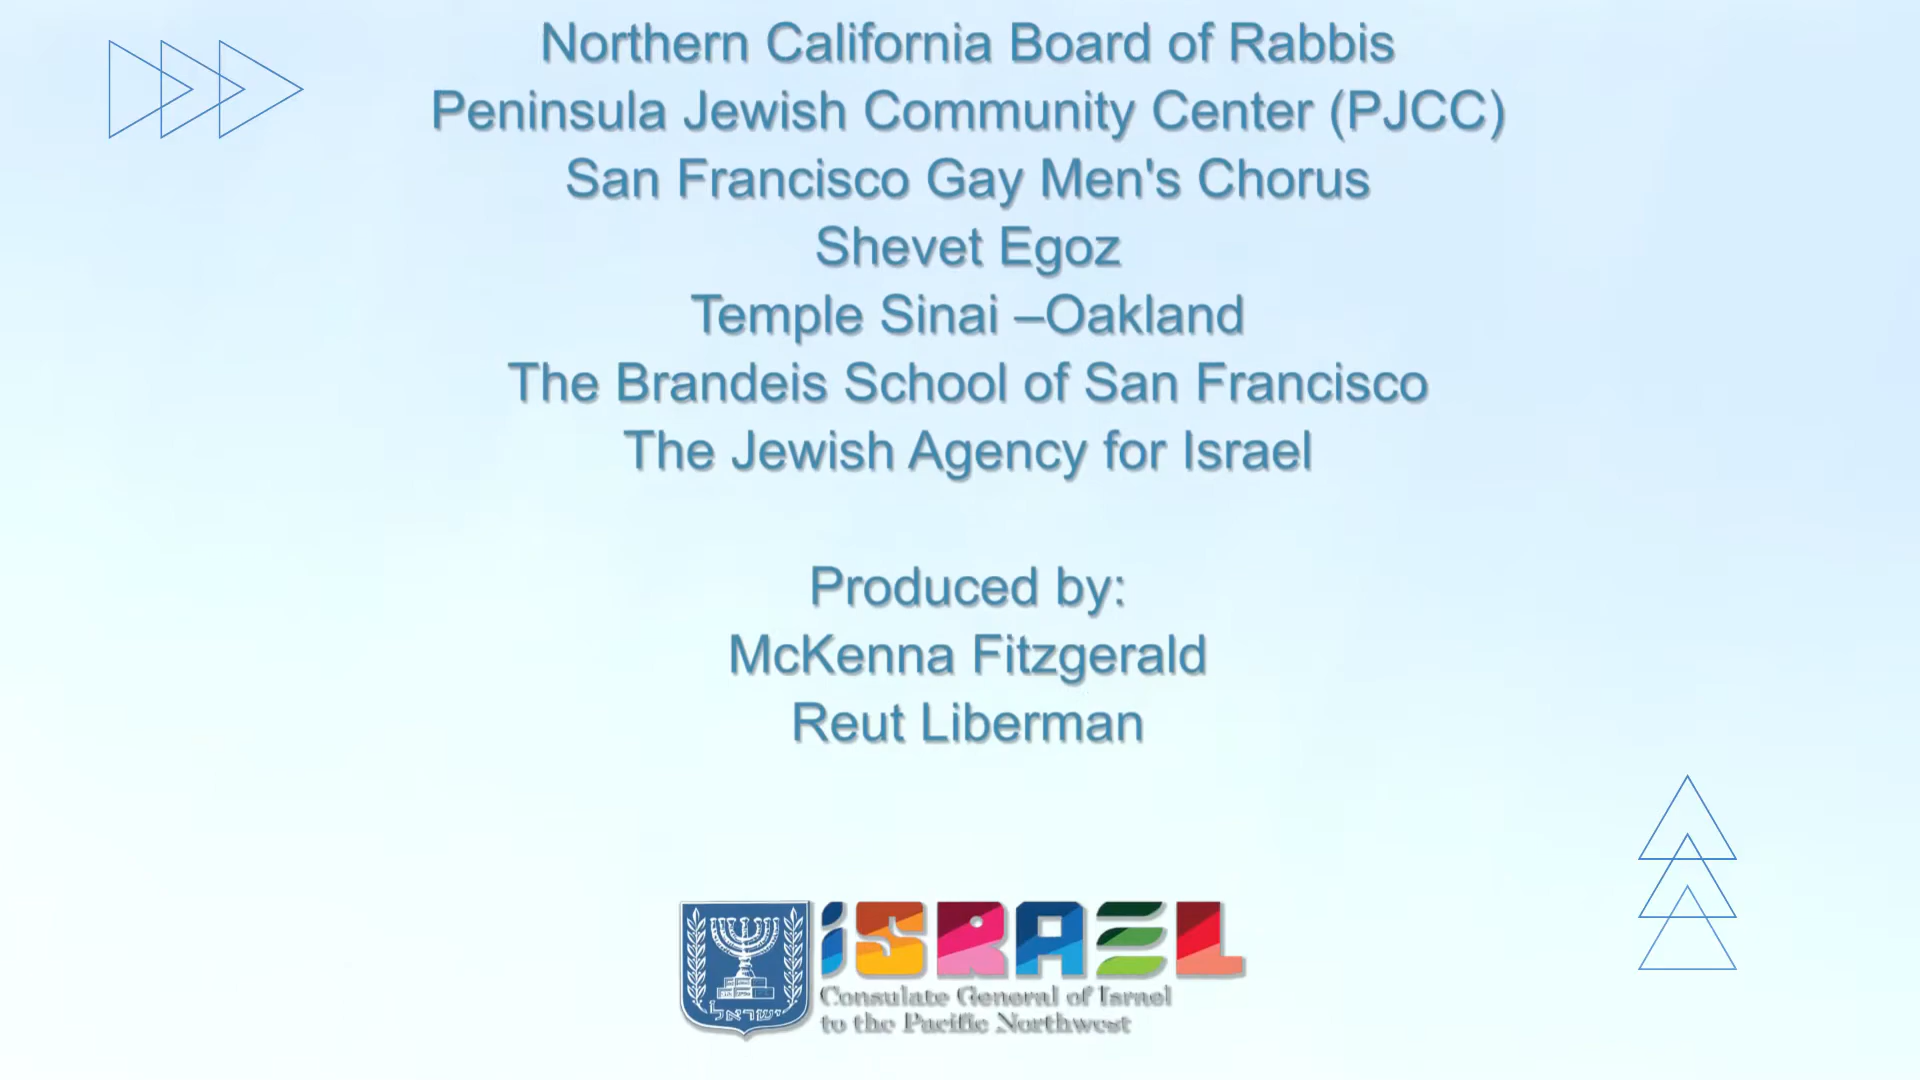 Northern California Board of Rabbis
Peninsula Jewish Community Center (PJCC)
San Francisco Gay Men's Chorus
Shevet Egoz
Temple Sinai –Oakland
The Brandeis School of San Francisco
The Jewish Agency for Israel
Produced by:
McKenna Fitzgerald
Reut Liberman
iSRAEL
ישראל
Consulate General of Israel
to the Pacific Northwest